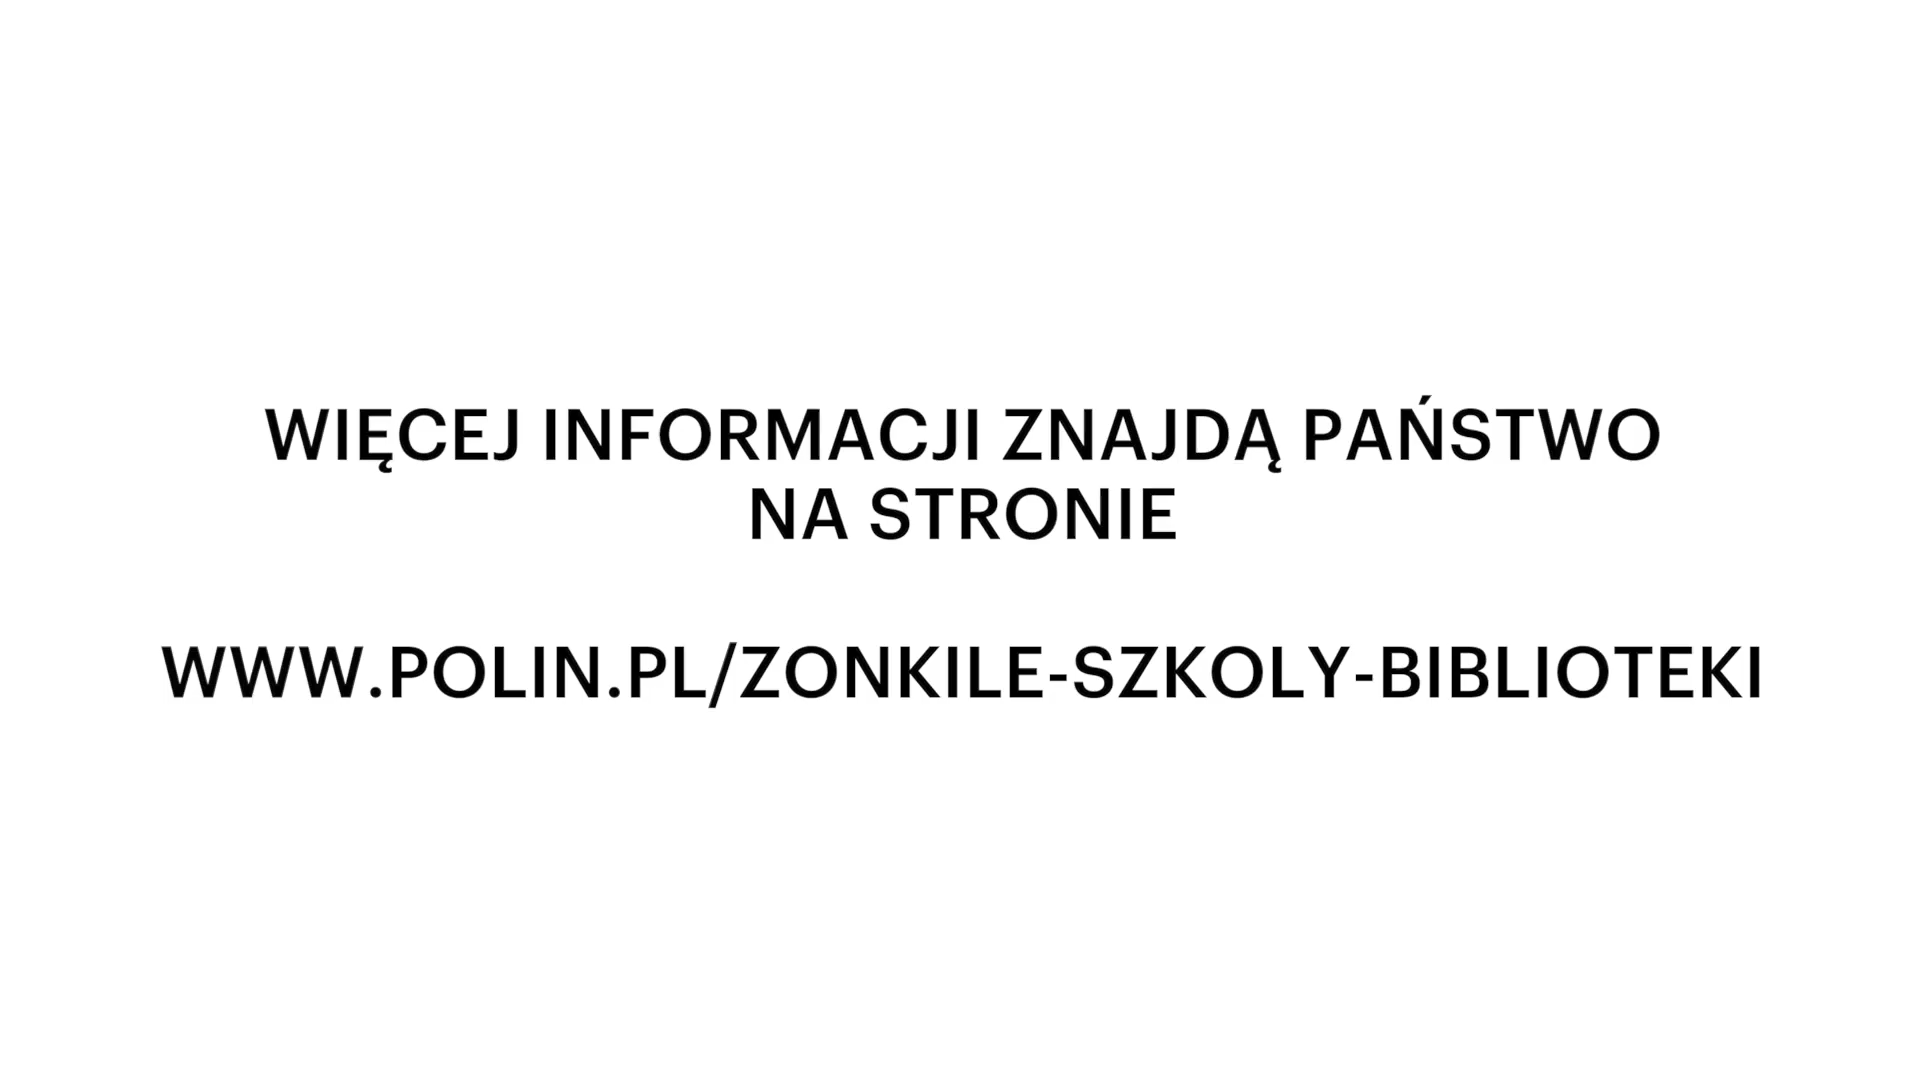 WIĘCEJ INFORMACJI ZNAJDĄ PAŃSTWO
NA STRONIE
WWW.POLIN.PL/ZONKILE-SZKOLY-BIBLIOTEKI